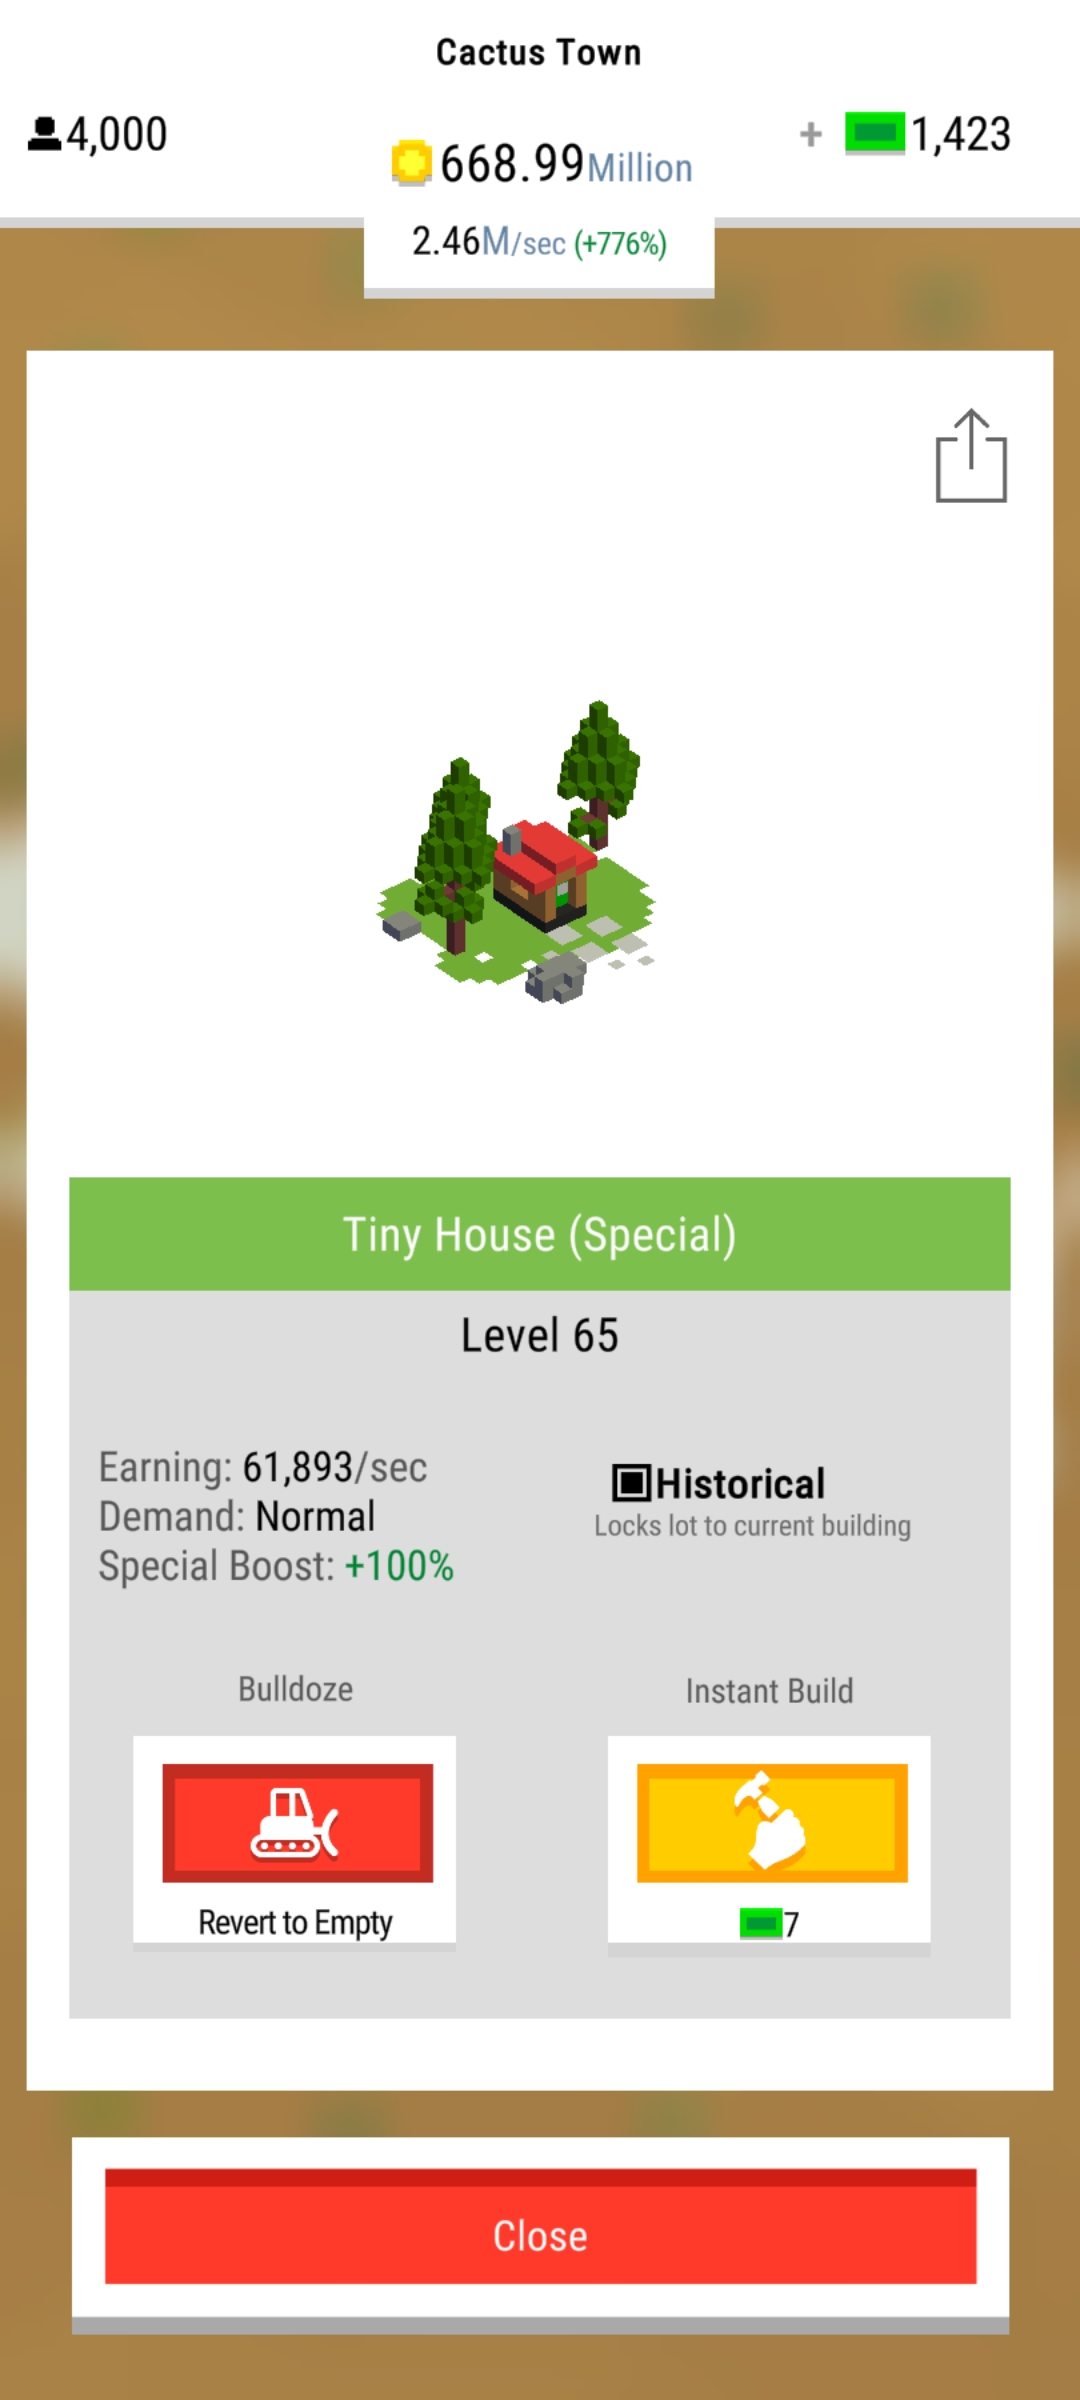 Cactus Town
4,000
668.99Million
+ 1,423
2.46M/sec (+776%)
Tiny House (Special)
Level 65
Earning: 61,893/sec
Demand: Normal
Special Boost: +100%
Historical
Locks lot to current building
Bulldoze
Instant Build
Revert to Empty
7
Close